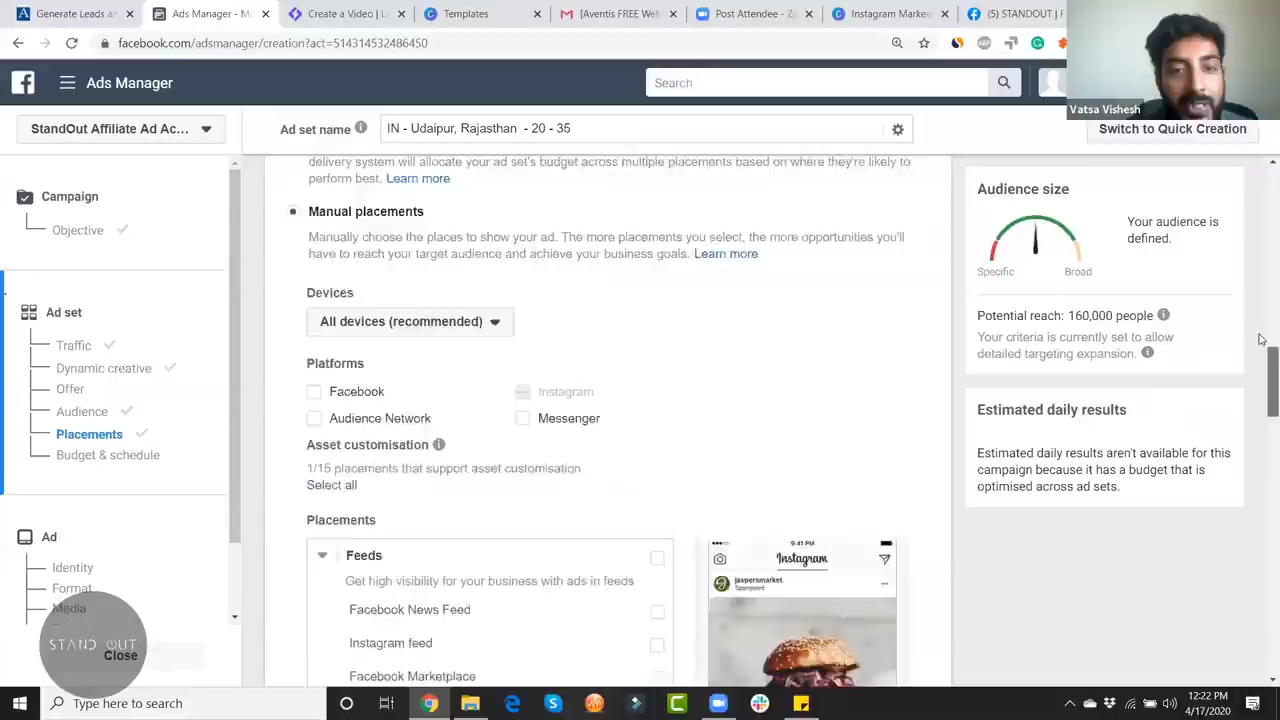 Generate Leads an
Ads Manager - M
Create a Video | L
Templates
[Aventis FREE Web
Post Attendee - Z
Instagram Marke
(5) STANDOUT | F
facebook.com/adsmanager/creation?act=514314532486450
ABP
Ads Manager
Search
Vatsa Vishesh
StandOut Affiliate Ad Ac...
Ad set name
IN - Udaipur, Rajasthan - 20 - 35
Switch to Quick Creation
Campaign
Objective
Ad set
Traffic
Dynamic creative
Offer
Audience
Placements
Budget & schedule
Ad
Identity
Format
Media
STAND OUT
Close
delivery system will allocate your ad set's budget across multiple placements based on where they're likely to
perform best. Learn more
Manual placements
Manually choose the places to show your ad. The more placements you select, the more opportunities you'll
have to reach your target audience and achieve your business goals. Learn more
Devices
All devices (recommended)
Platforms
Facebook
Instagram
Audience Network
Messenger
Asset customisation
1/15 placements that support asset customisation
Select all
Placements
Feeds
Get high visibility for your business with ads in feeds
Facebook News Feed
Instagram feed
Facebook Marketplace
9:41 PM
Instagram
jaspersmarket
Sponsored
Audience size
Your audience is
defined.
Specific
Broad
Potential reach: 160,000 people
Your criteria is currently set to allow
detailed targeting expansion.
Estimated daily results
Estimated daily results aren't available for this
campaign because it has a budget that is
optimised across ad sets.
Type here to search
12:22 PM
4/17/2020